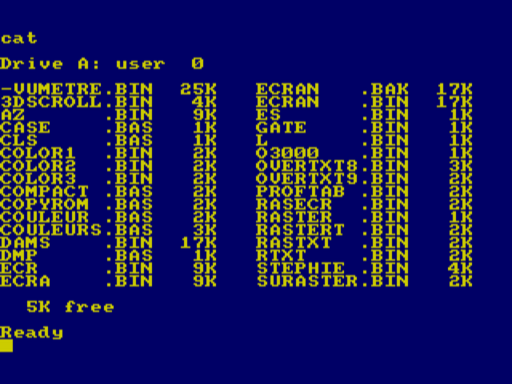 cat
Drive A: user  0
-VUMETRE.BIN  25K   ECRAN   .BAK  17K
3DSCROLL.BIN   4K   ECRAN   .BIN  17K
AZ      .BIN   9K   ES      .BIN   1K
CASE    .BAS   1K   GATE    .BIN   1K
CLS     .BAS   1K   L       .BIN   1K
COLOR1  .BIN   2K   O3000   .BIN   1K
COLOR2  .BIN   2K   OVERTXT8.BIN   3K
COLOR3  .BIN   2K   OVERTXT9.BIN   2K
COMPACT .BAS   2K   PROFTAB .BIN   2K
COPYROM .BAS   2K   RASECR  .BIN   2K
COULEUR .BAS   2K   RASTER  .BIN   1K
COULEURS.BAS   3K   RASTERT .BIN   2K
DAMS    .BIN  17K   RASTXT  .BIN   2K
DMP     .BAS   1K   RTXT    .BIN   2K
ECR     .BIN   9K   STEPHIE .BIN   4K
ECRA    .BIN   9K   SURASTER.BIN   2K
5K free
Ready